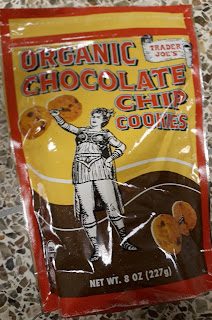 ORGANIC
TRADER
JOE'S
CHOCOLATE
CHIP
COOKIES
NET WT. 8 OZ (227g)